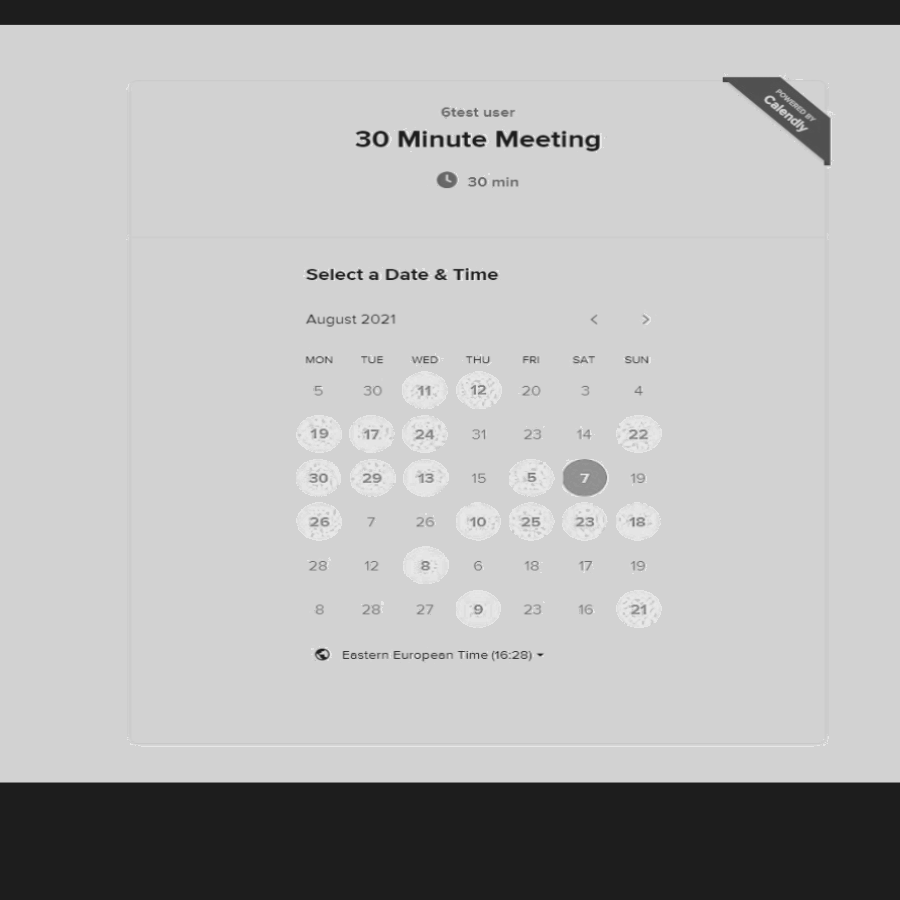 POWERED BY
Calendly
6test user
30 Minute Meeting
30 min
Select a Date & Time
August 2021 < >
MON TUE WED THU FRI SAT SUN
5 30 11 12 20 3 4
19 17 24 31 23 14 22
30 29 13 15 5 7 19
26 7 26 10 25 23 18
28 12 8 6 18 17 19
8 28 27 9 23 16 21
Eastern European Time (16:28)